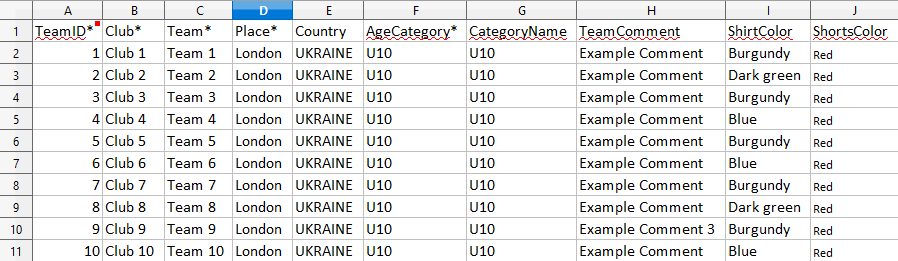 A B C D E F G H I J
1 TeamID* Club* Team* Place* Country AgeCategory* CategoryName TeamComment ShirtColor ShortsColor
2 1 Club 1 Team 1 London UKRAINE U10 U10 Example Comment Burgundy Red
3 2 Club 2 Team 2 London UKRAINE U10 U10 Example Comment Dark green Red
4 3 Club 3 Team 3 London UKRAINE U10 U10 Example Comment Burgundy Red
5 4 Club 4 Team 4 London UKRAINE U10 U10 Example Comment Blue Red
6 5 Club 5 Team 5 London UKRAINE U10 U10 Example Comment Burgundy Red
7 6 Club 6 Team 6 London UKRAINE U10 U10 Example Comment Blue Red
8 7 Club 7 Team 7 London UKRAINE U10 U10 Example Comment Burgundy Red
9 8 Club 8 Team 8 London UKRAINE U10 U10 Example Comment Dark green Red
10 9 Club 9 Team 9 London UKRAINE U10 U10 Example Comment 3 Burgundy Red
11 10 Club 10 Team 10 London UKRAINE U10 U10 Example Comment Blue Red